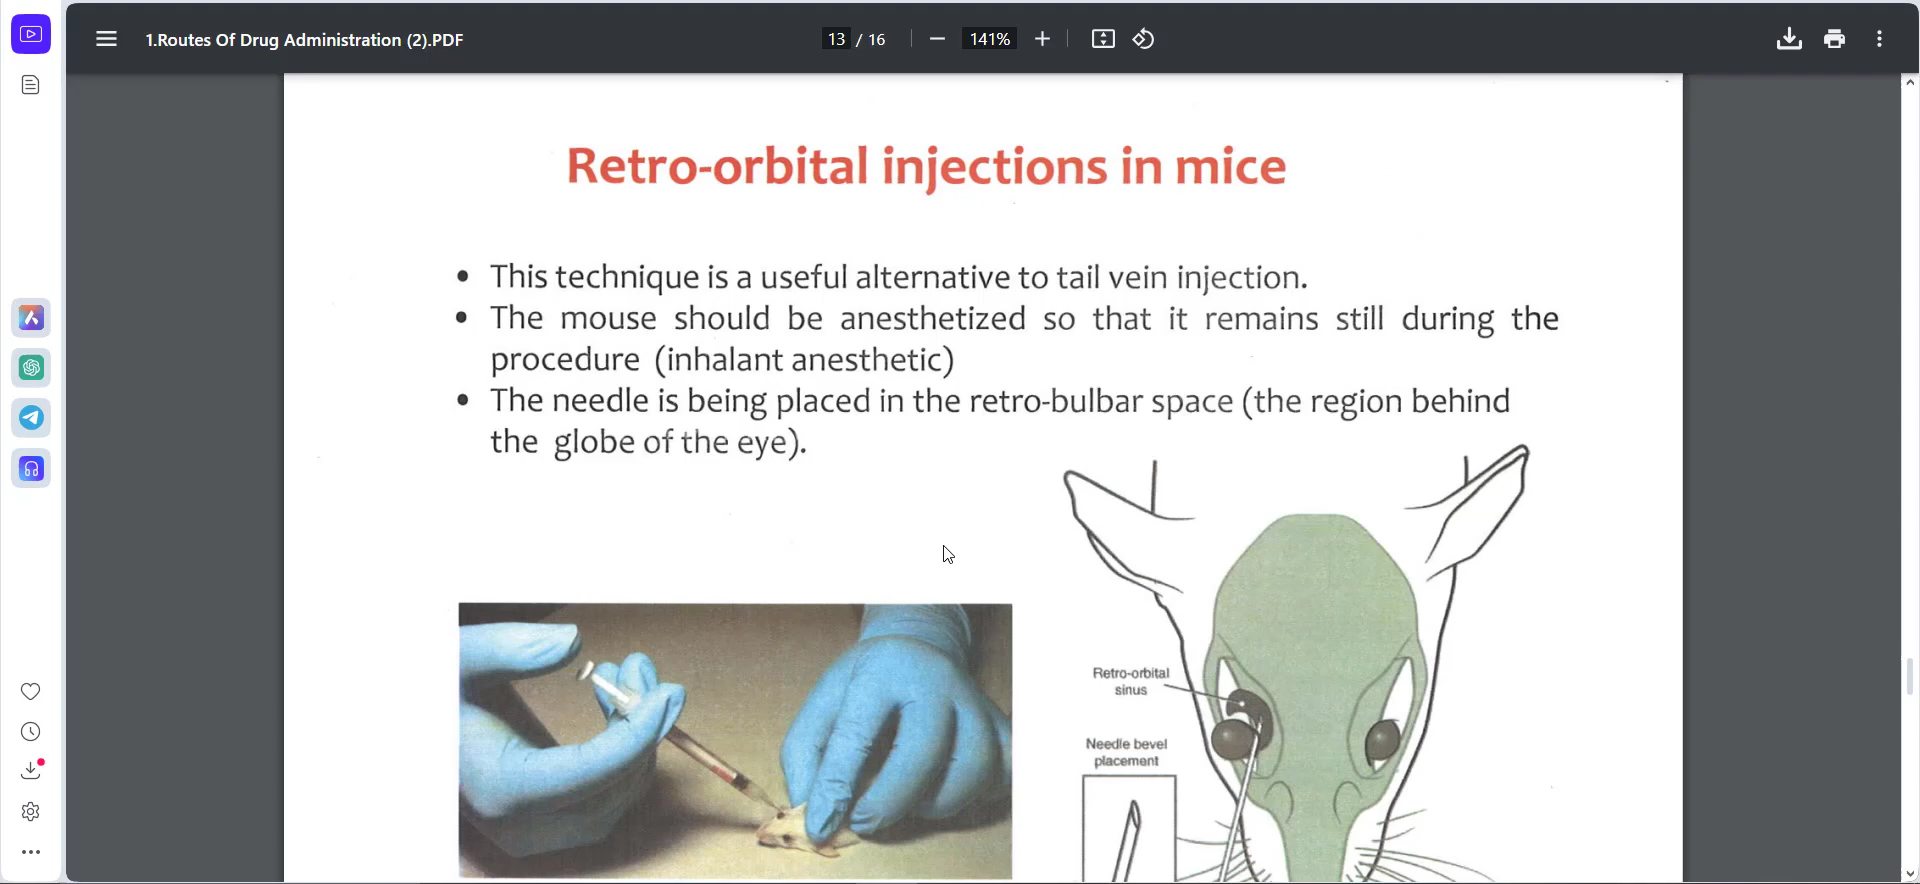 1.Routes Of Drug Administration (2).PDF
13 / 16
141%
Retro-orbital injections in mice
• This technique is a useful alternative to tail vein injection.
• The mouse should be anesthetized so that it remains still during the
procedure (inhalant anesthetic)
• The needle is being placed in the retro-bulbar space (the region behind
the globe of the eye).
Retro-orbital
sinus
Needle bevel
placement